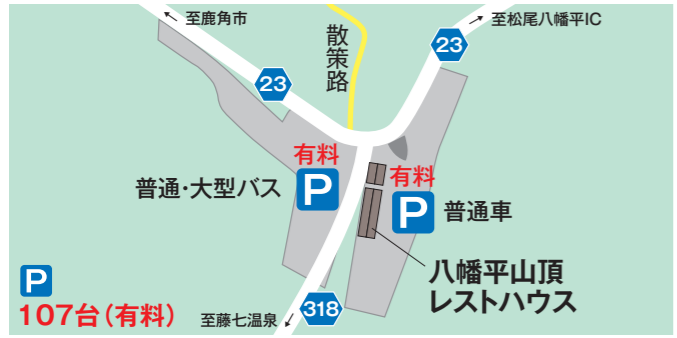 至鹿角市
至松尾八幡平IC
散策路
23
23
有料
P
普通・大型バス
有料
P
普通車
八幡平山頂
レストハウス
P
107台(有料)
至藤七温泉
318